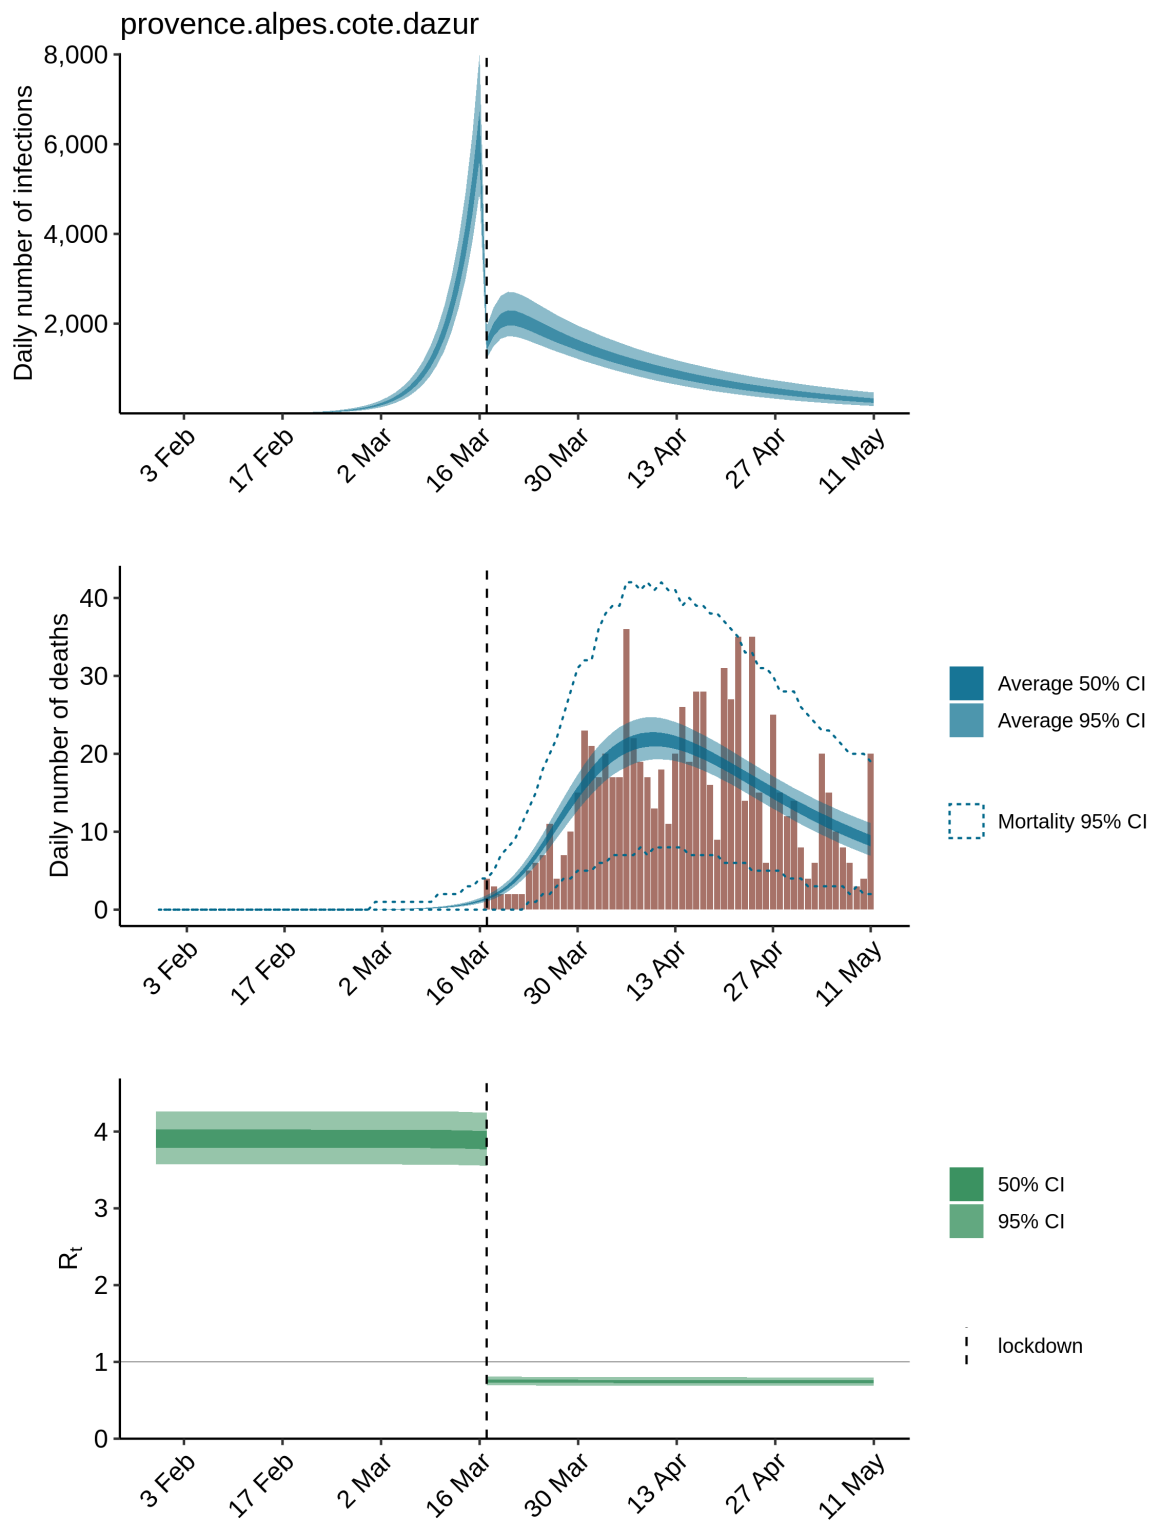 provence.alpes.cote.dazur
Daily number of infections
8,000
6,000
4,000
2,000
3 Feb
17 Feb
2 Mar
16 Mar
30 Mar
13 Apr
27 Apr
11 May
Daily number of deaths
40
30
20
10
0
3 Feb
17 Feb
2 Mar
16 Mar
30 Mar
13 Apr
27 Apr
11 May
Average 50% CI
Average 95% CI
Mortality 95% CI
Rt
4
3
2
1
0
3 Feb
17 Feb
2 Mar
16 Mar
30 Mar
13 Apr
27 Apr
11 May
50% CI
95% CI
lockdown